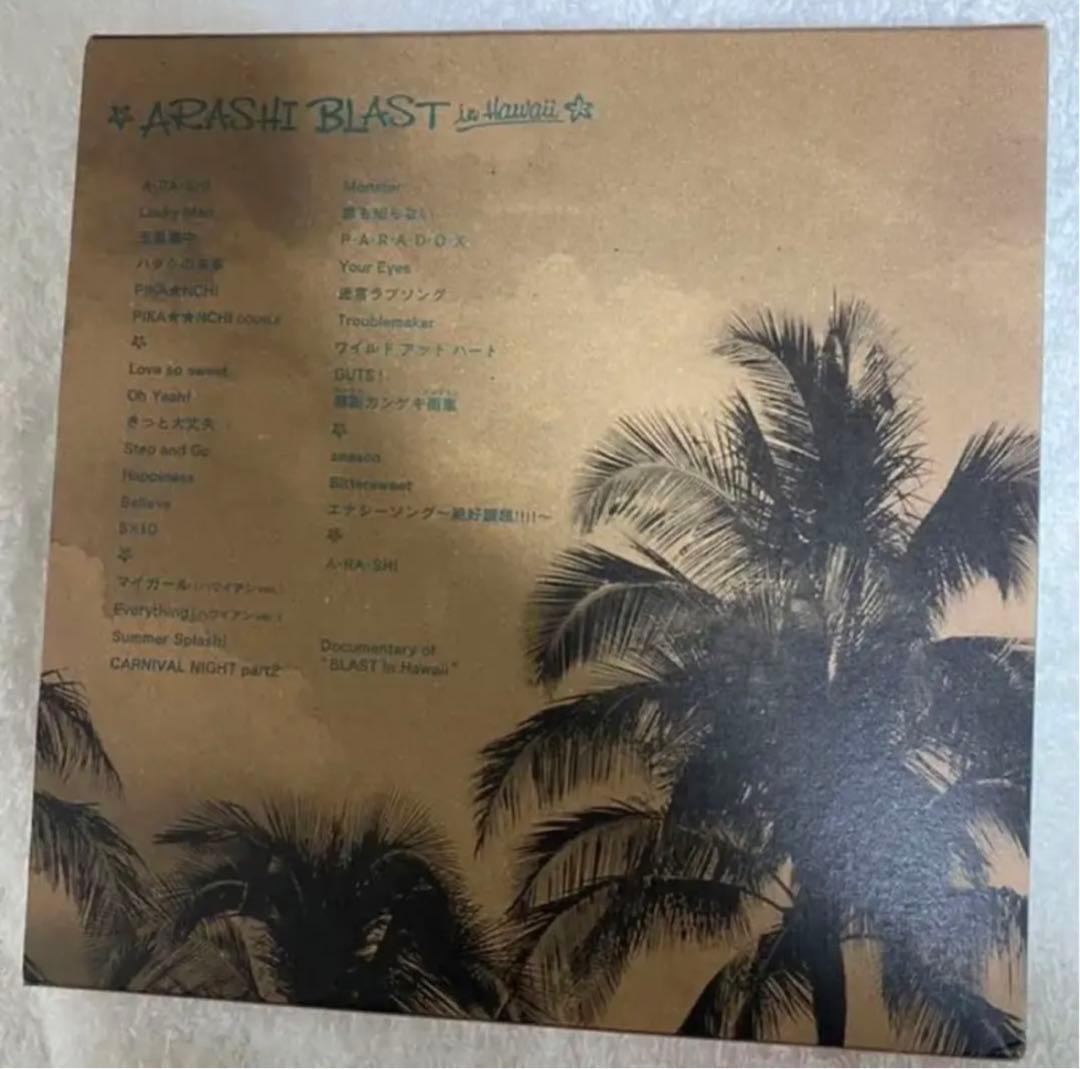 ARASHI BLAST in Hawaii
A·RA·SHI
Lucky Man
五里霧中
ハダシの未来
PIKA★NCHI
PIKA★★NCHI DOUBLE
Love so sweet
Oh Yeah!
きっと大丈夫
Step and Go
Happiness
Believe
5×10
マイガール(ハワイアン ver.)
Everything(ハワイアン ver.)
Summer Splash!
CARNIVAL NIGHT part2
Monster
誰も知らない
P·A·R·A·D·O·X
Your Eyes
迷宮ラブソング
Troublemaker
ワイルド アット ハート
GUTS!
感謝カンゲキ雨嵐
season
Bittersweet
エナジーソング〜絶好調超!!!!〜
A·RA·SHI
Documentary of
"BLAST in Hawaii"